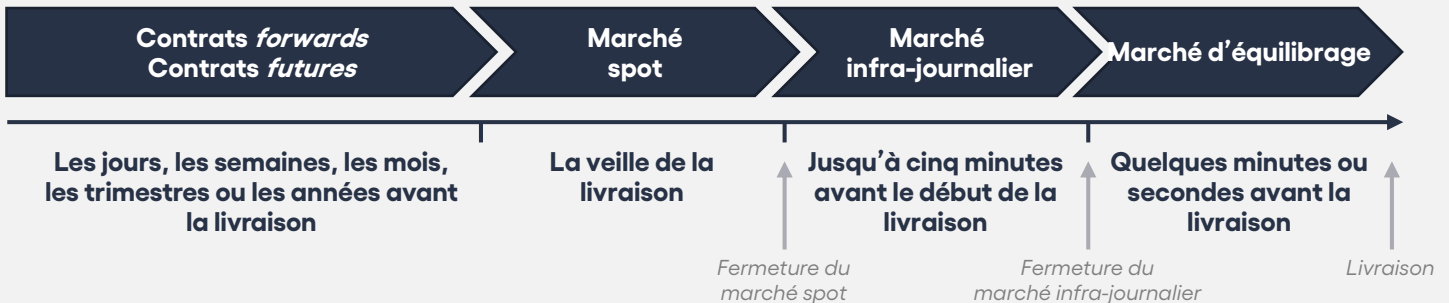 Contrats forwards
Contrats futures
Marché
spot
Marché
infra-journalier
Marché d’équilibrage
Les jours, les semaines, les mois,
les trimestres ou les années avant
la livraison
La veille de la
livraison
Jusqu’à cinq minutes
avant le début de la
livraison
Quelques minutes ou
secondes avant la
livraison
Fermeture du
marché spot
Fermeture du
marché infra-journalier
Livraison